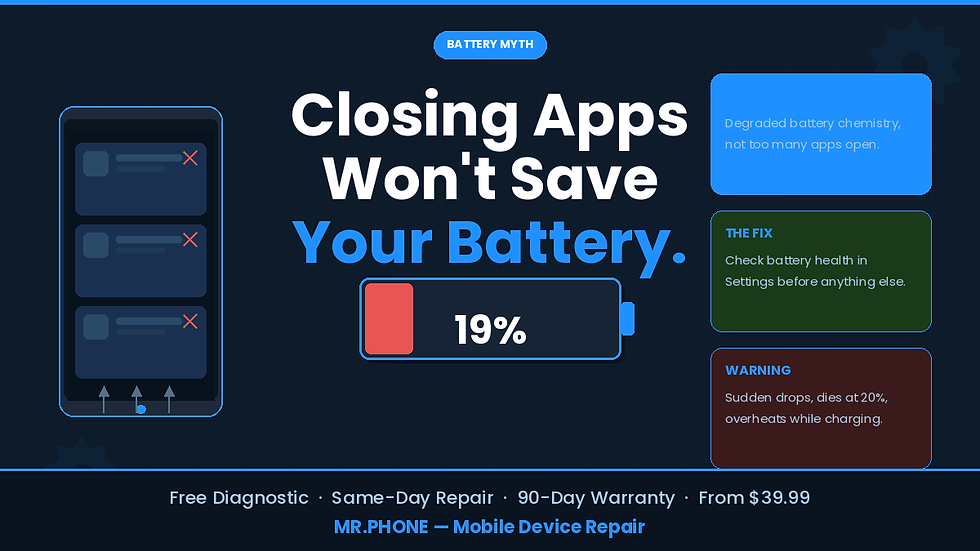 BATTERY MYTH
Closing Apps
Won't Save
Your Battery.
19%
Degraded battery chemistry,
not too many apps open.
THE FIX
Check battery health in
Settings before anything else.
WARNING
Sudden drops, dies at 20%,
overheats while charging.
Free Diagnostic · Same-Day Repair · 90-Day Warranty · From $39.99
MR.PHONE — Mobile Device Repair